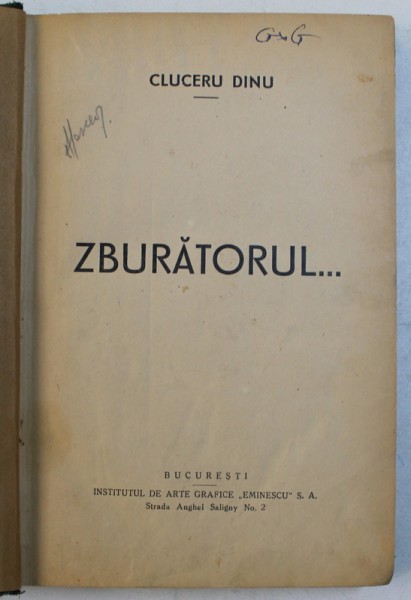 CLUCERU DINU
ZBURĂTORUL...
BUCUREȘTI
INSTITUTUL DE ARTE GRAFICE „EMINESCU" S. A.
Strada Anghel Saligny No. 2